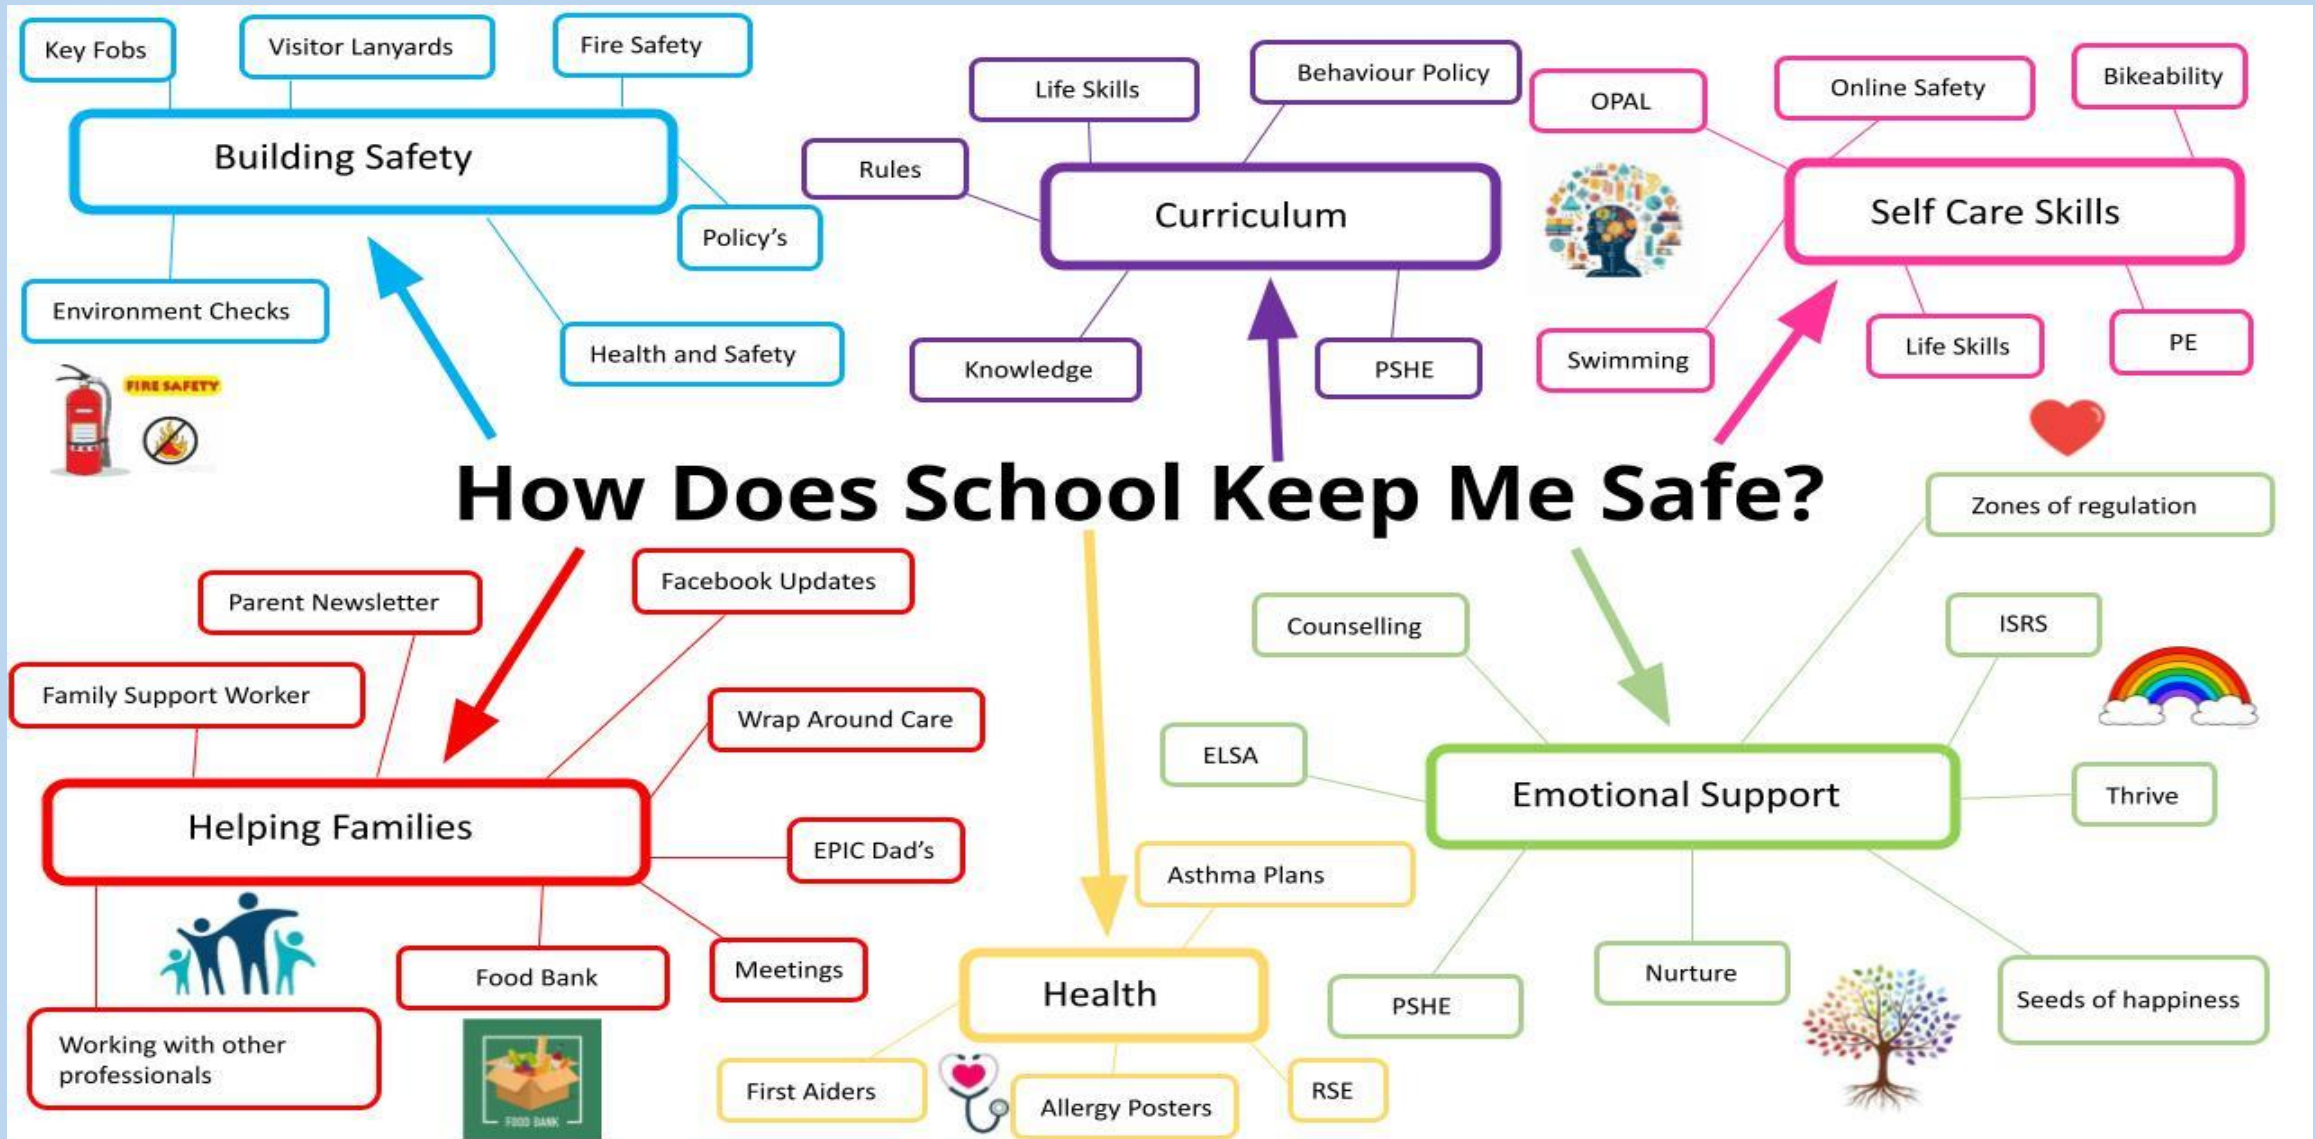 Key Fobs
Visitor Lanyards
Fire Safety
Building Safety
Policy's
Environment Checks
Health and Safety
FIRE SAFETY
Life Skills
Behaviour Policy
Rules
Curriculum
Knowledge
PSHE
OPAL
Online Safety
Bikeability
Self Care Skills
Swimming
Life Skills
PE
How Does School Keep Me Safe?
Parent Newsletter
Facebook Updates
Family Support Worker
Wrap Around Care
Helping Families
EPIC Dad's
Food Bank
Meetings
Working with other
professionals
FOOD BANK
Asthma Plans
Health
First Aiders
Allergy Posters
RSE
Zones of regulation
Counselling
ISRS
ELSA
Emotional Support
Thrive
PSHE
Nurture
Seeds of happiness